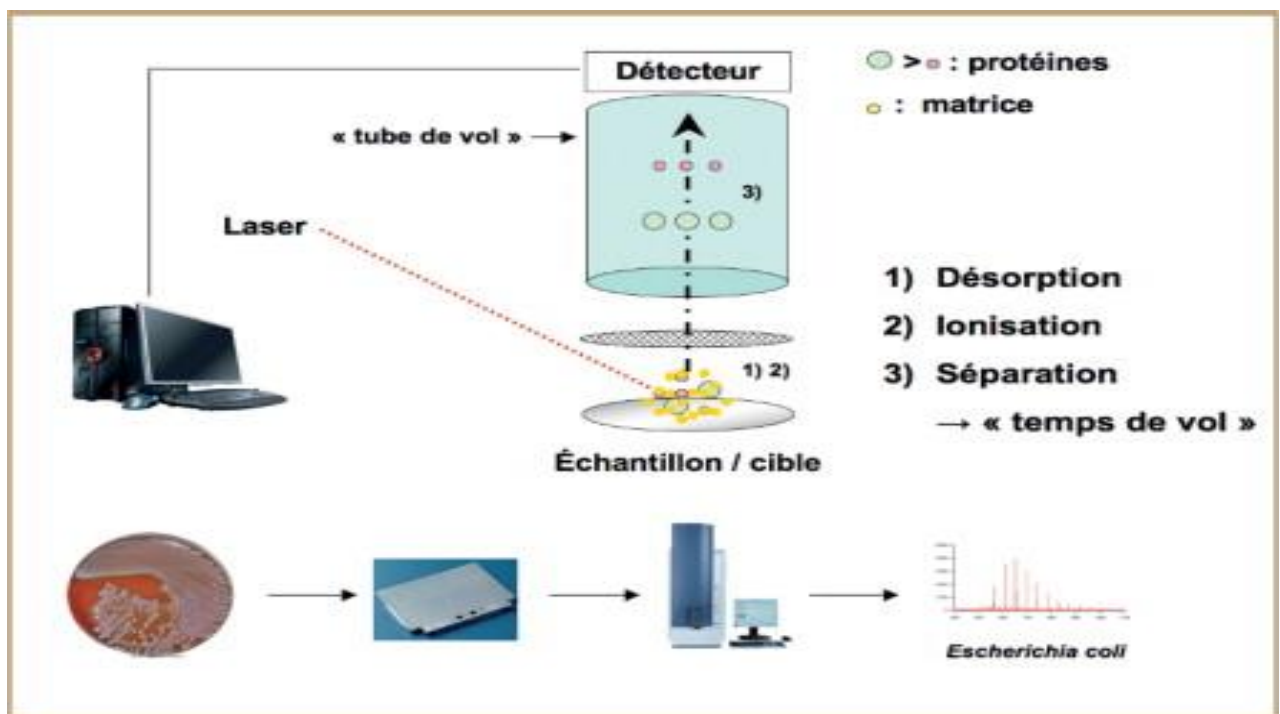 Détecteur
> : protéines
: matrice
« tube de vol » →
3)
Laser
1) 2)
1) Désorption
2) Ionisation
3) Séparation
→ « temps de vol »
Échantillon / cible
Escherichia coli